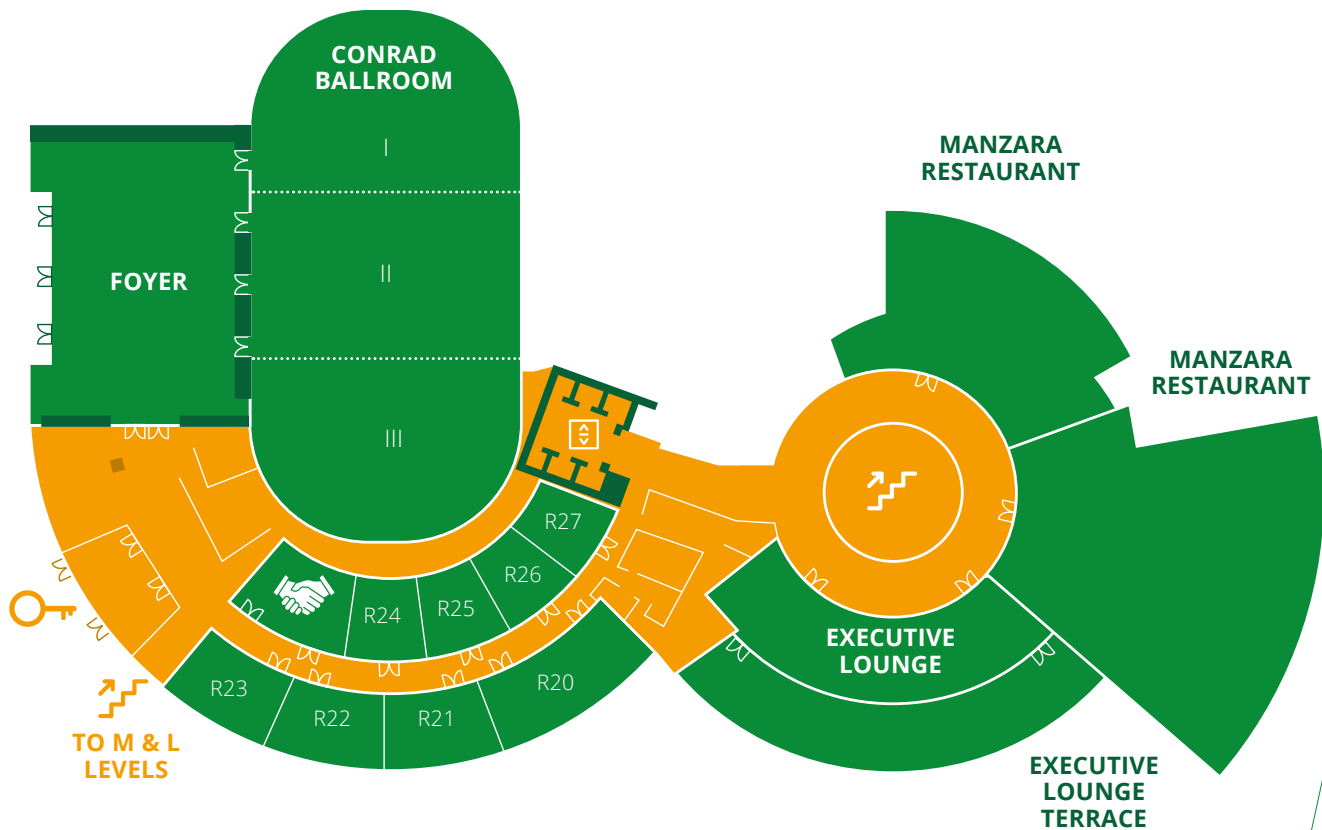 CONRAD
BALLROOM
I
II
III
FOYER
MANZARA
RESTAURANT
MANZARA
RESTAURANT
R27
R26
R25
R24
R23
R22
R21
R20
EXECUTIVE
LOUNGE
TO M & L
LEVELS
EXECUTIVE
LOUNGE
TERRACE